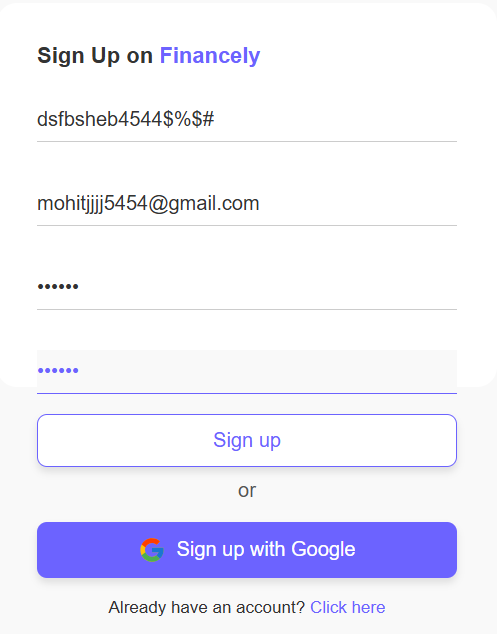 Sign Up on Financely
dsfbsheb4544$%$#
mohitjjjj5454@gmail.com
••••••
••••••
Sign up
or
Sign up with Google
Already have an account? Click here